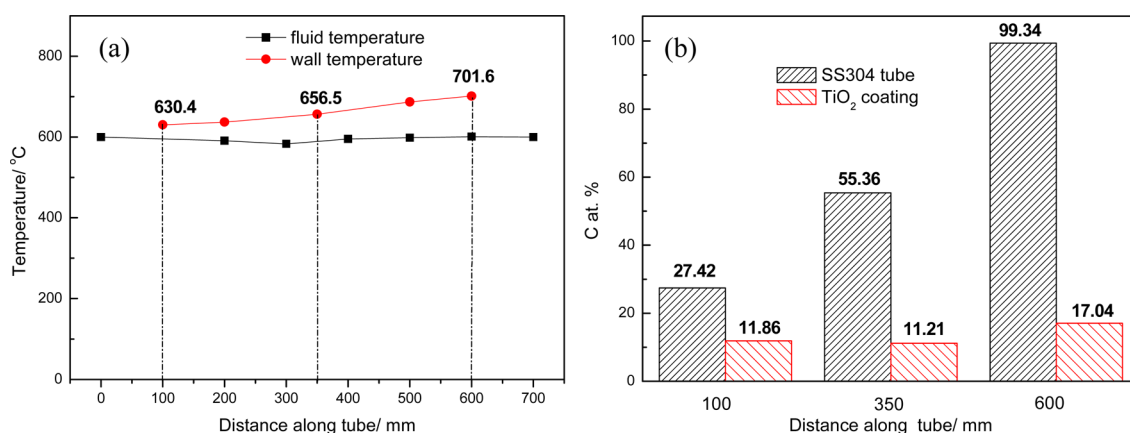 (a)
fluid temperature
wall temperature
800
600
400
200
0
630.4
656.5
701.6
Temperature/ °C
0 100 200 300 400 500 600 700
Distance along tube/ mm
(b)
SS304 tube
TiO₂ coating
100
80
60
40
20
0
27.42
11.86
55.36
11.21
99.34
17.04
C at. %
100 350 600
Distance along tube/ mm